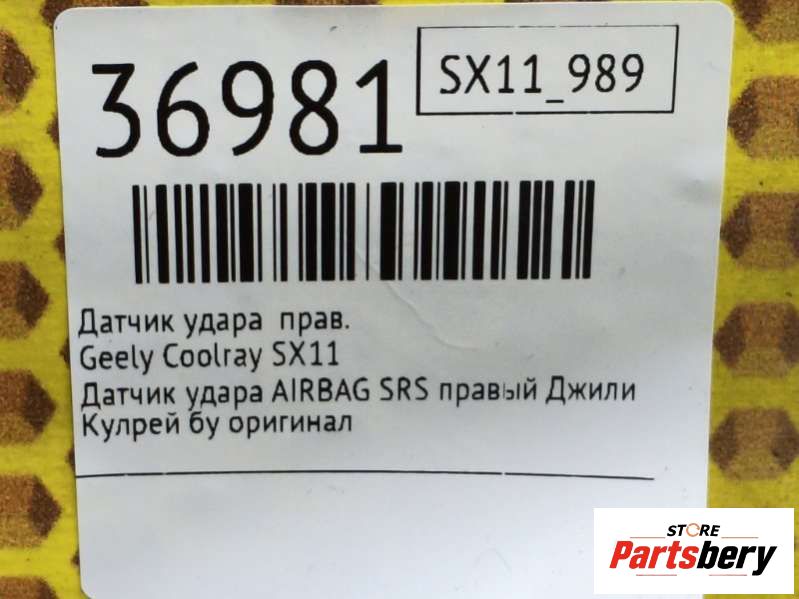 36981
SX11_989
Датчик удара прав.
Geely Coolray SX11
Датчик удара AIRBAG SRS правый Джили
Кулрей бу оригинал
STORE
Partsbery